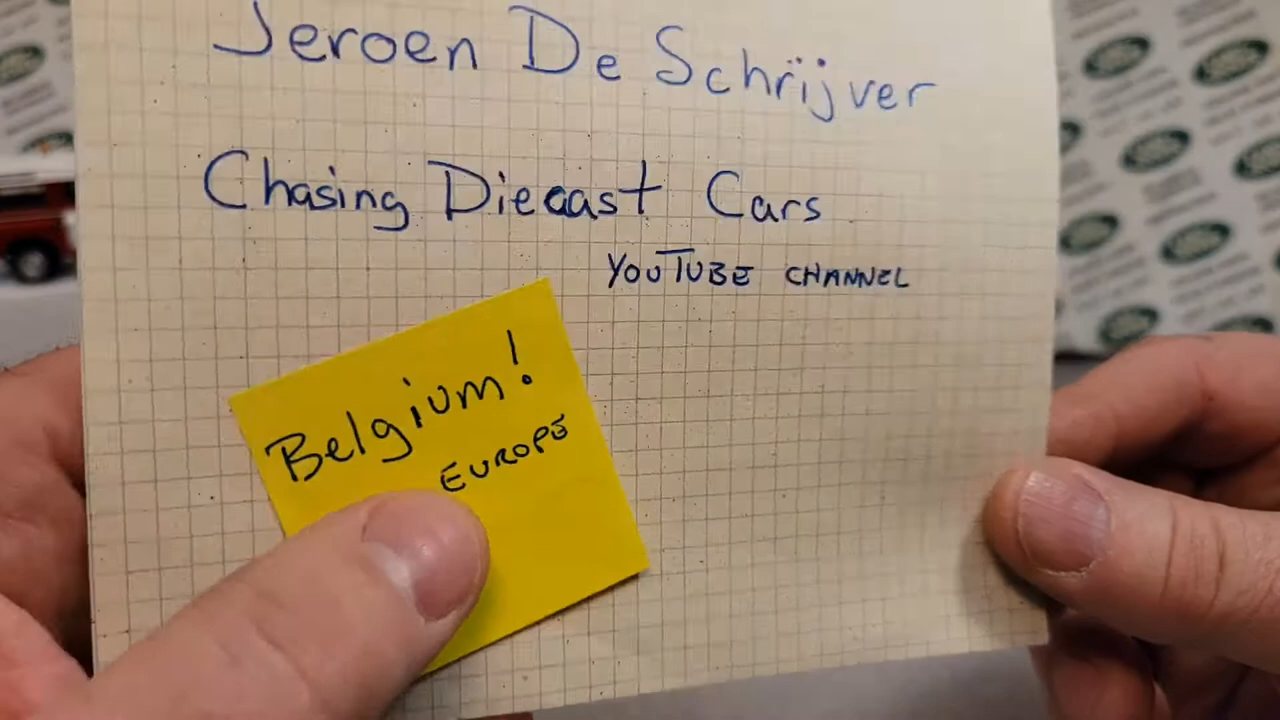 Jeroen De Schrijver
Chasing Diecast Cars
YOUTUBE CHANNEL
Belgium!
EUROPE